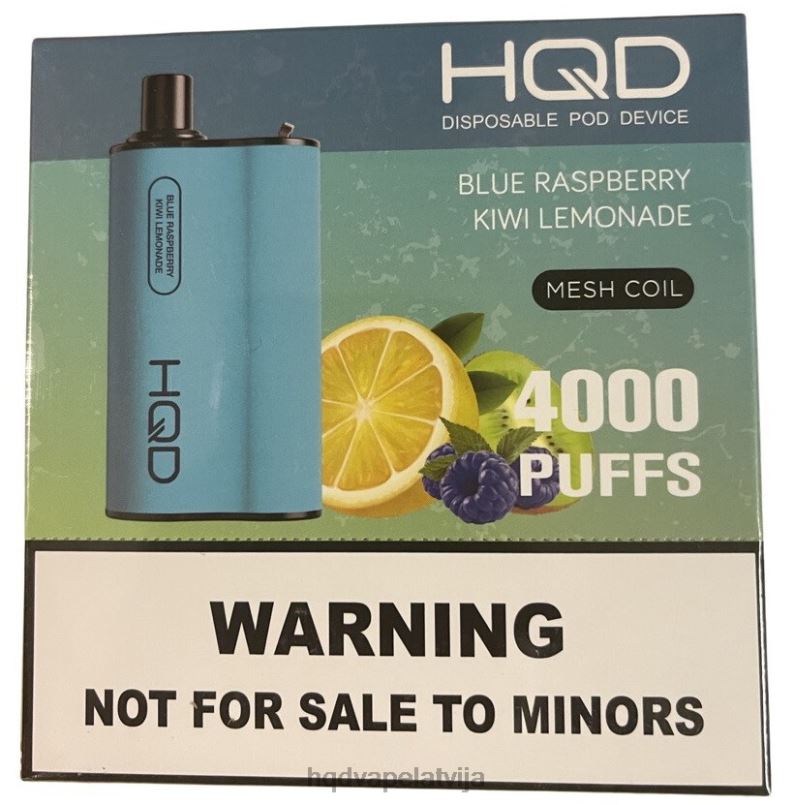 HQD
DISPOSABLE POD DEVICE
BLUE RASPBERRY
KIWI LEMONADE
MESH COIL
4000
PUFFS
BLUE RASPBERRY
KIWI LEMONADE
HQD
WARNING
NOT FOR SALE TO MINORS
hqdvapelatvija